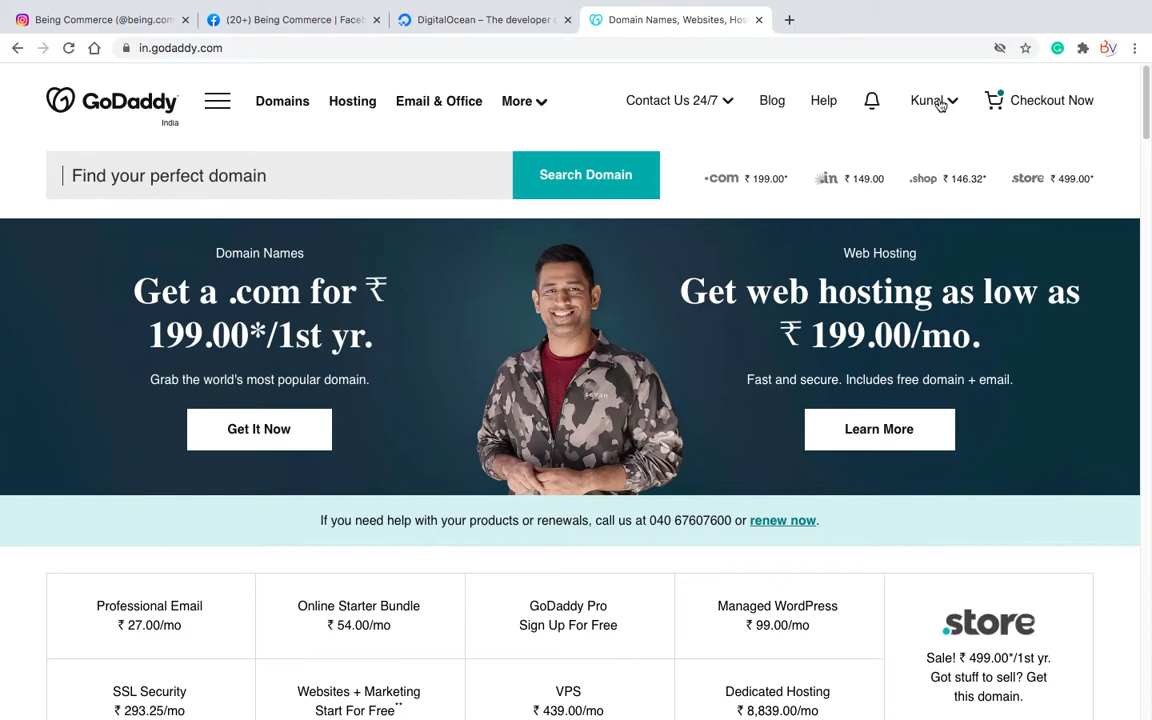 Being Commerce (@being.com
(20+) Being Commerce | Faceb
DigitalOcean – The developer c
Domain Names, Websites, Hos
in.godaddy.com
GoDaddy
India
Domains
Hosting
Email & Office
More
Contact Us 24/7
Blog
Help
Kunal
Checkout Now
Find your perfect domain
Search Domain
.com ₹ 199.00*
.in ₹ 149.00
.shop ₹ 146.32*
.store ₹ 499.00*
Domain Names
Get a .com for ₹
199.00*/1st yr.
Grab the world's most popular domain.
Get It Now
Web Hosting
Get web hosting as low as
₹ 199.00/mo.
Fast and secure. Includes free domain + email.
Learn More
If you need help with your products or renewals, call us at 040 67607600 or renew now.
Professional Email
₹ 27.00/mo
Online Starter Bundle
₹ 54.00/mo
GoDaddy Pro
Sign Up For Free
Managed WordPress
₹ 99.00/mo
.store
Sale! ₹ 499.00*/1st yr.
Got stuff to sell? Get
this domain.
SSL Security
₹ 293.25/mo
Websites + Marketing
Start For Free**
VPS
₹ 439.00/mo
Dedicated Hosting
₹ 8,839.00/mo